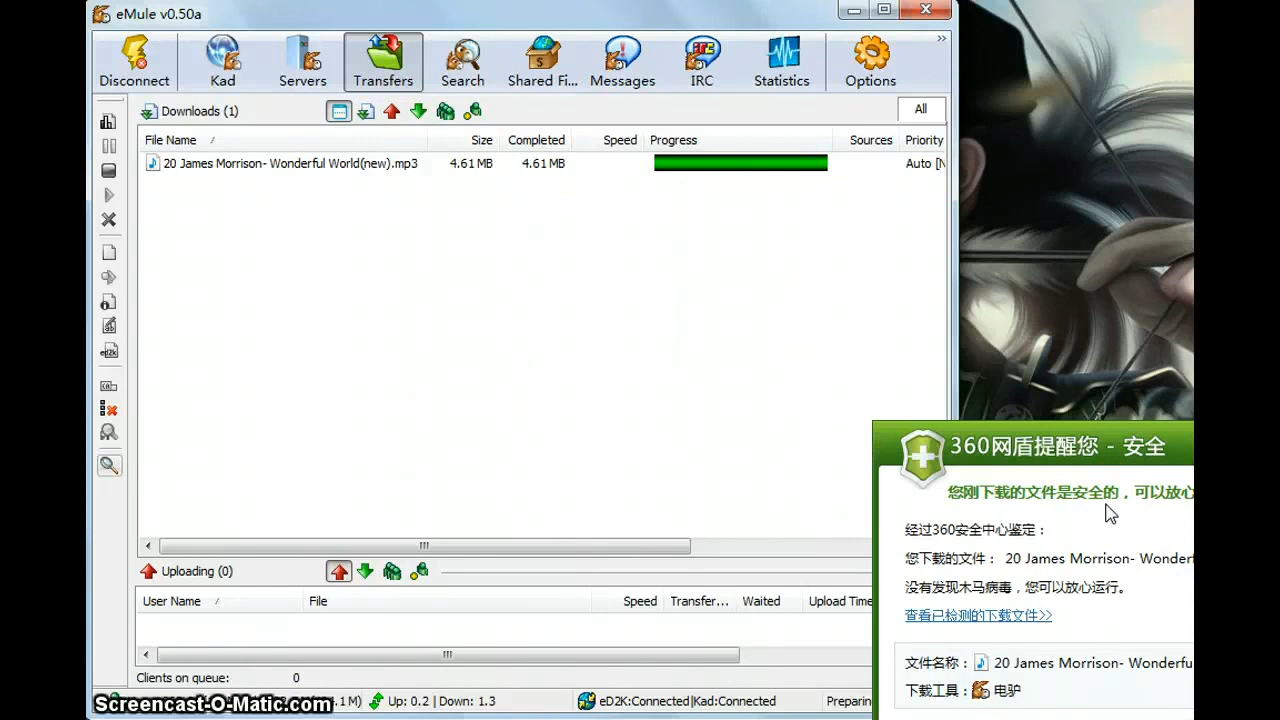 eMule v0.50a
Disconnect Kad Servers Transfers Search Shared Fi... Messages IRC Statistics Options
Downloads (1) All
File Name Size Completed Speed Progress Sources Priority
20 James Morrison- Wonderful World(new).mp3 4.61 MB 4.61 MB Auto [N
360网盾提醒您 - 安全
您刚下载的文件是安全的，可以放心
经过360安全中心鉴定：
您下载的文件： 20 James Morrison- Wonderf
没有发现木马病毒，您可以放心运行。
查看已检测的下载文件>>
文件名称： 20 James Morrison- Wonderfu
下载工具： 电驴
Uploading (0)
User Name File Speed Transfer... Waited Upload Time
Clients on queue: 0
.1M) Up: 0.2 | Down: 1.3 eD2K:Connected|Kad:Connected Preparin
Screencast-O-Matic.com